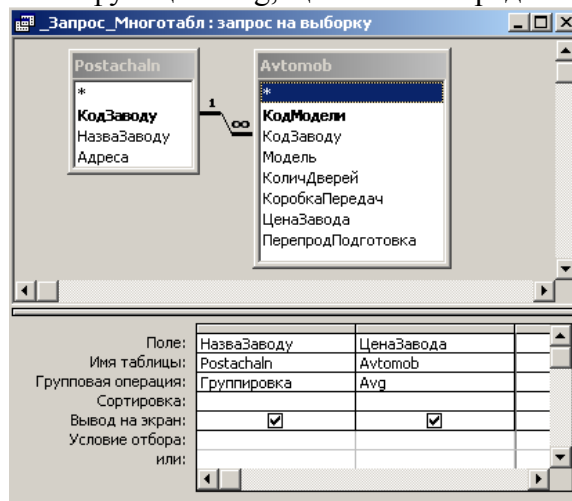 _Запрос_Многотабл : запрос на выборку
Postachaln
*
КодЗаводу
НазваЗаводу
Адреса
1
∞
Avtomob
*
КодМодели
КодЗаводу
Модель
КоличДверей
КоробкаПередач
ЦенаЗавода
ПерепродПодготовка
Поле: НазваЗаводу ЦенаЗавода
Имя таблицы: Postachaln Avtomob
Групповая операция: Группировка Avg
Сортировка:
Вывод на экран:
Условие отбора:
или: